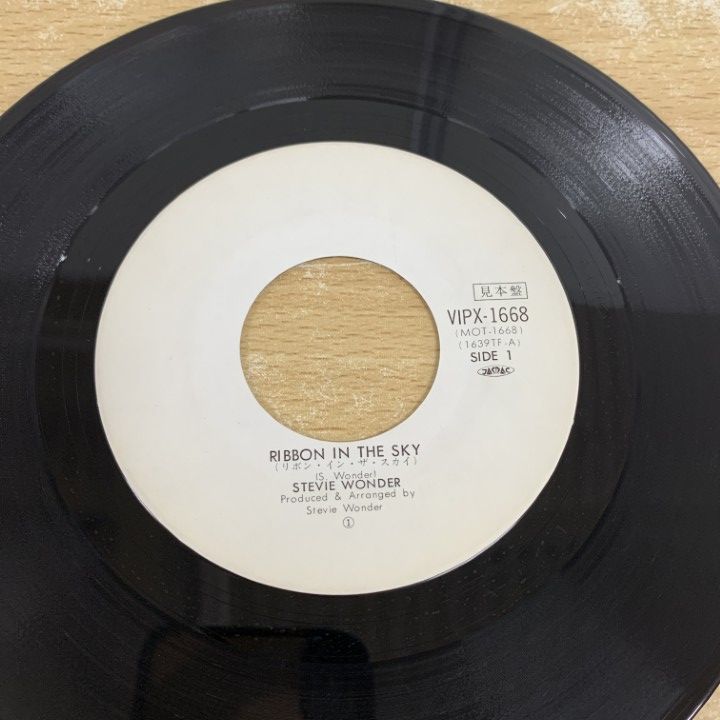 見本盤
VIPX-1668
(MOT-1668)
(1639TF-A)
SIDE 1
RIBBON IN THE SKY
(リボン・イン・ザ・スカイ)
(S. Wonder)
STEVIE WONDER
Produced & Arranged by
Stevie Wonder
①